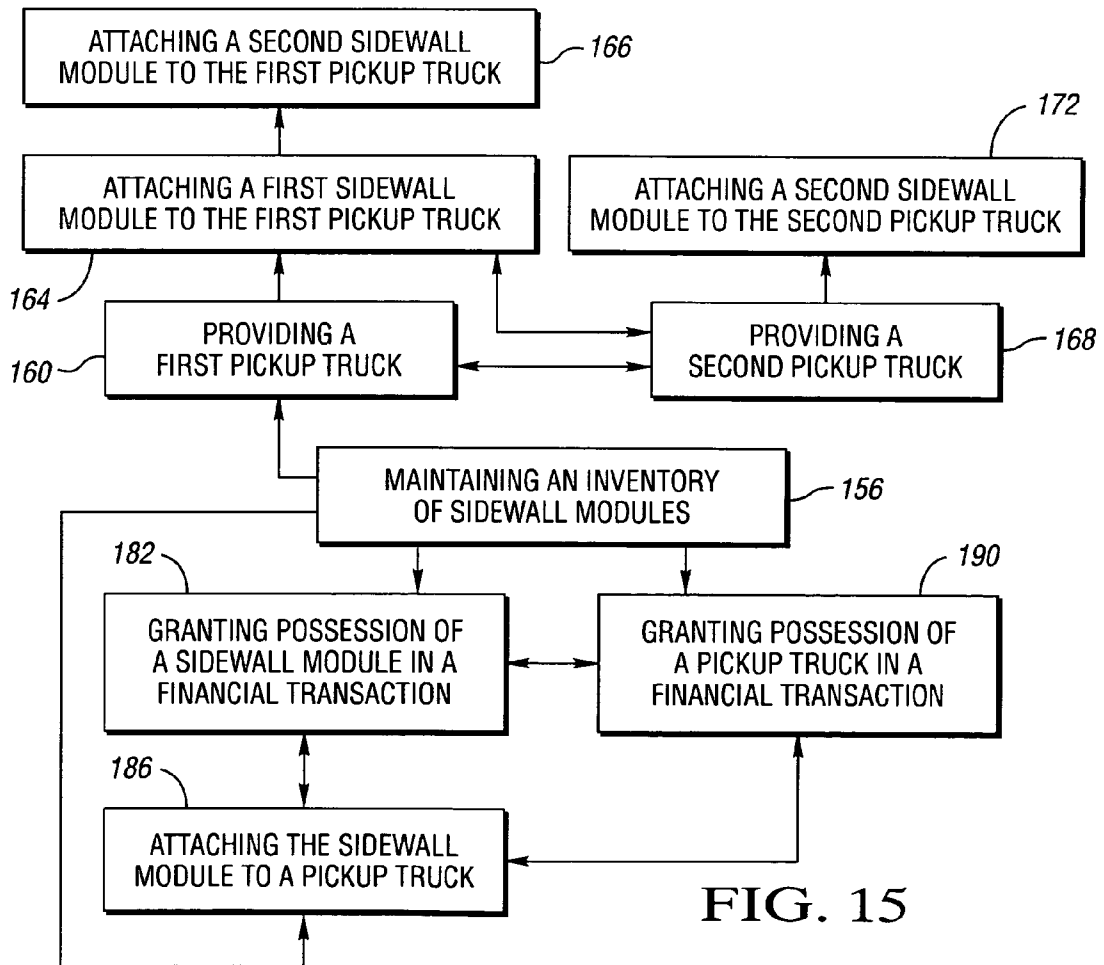 ATTACHING A SECOND SIDEWALL
MODULE TO THE FIRST PICKUP TRUCK
166
172
ATTACHING A FIRST SIDEWALL
MODULE TO THE FIRST PICKUP TRUCK
ATTACHING A SECOND SIDEWALL
MODULE TO THE SECOND PICKUP TRUCK
164
PROVIDING A
FIRST PICKUP TRUCK
160
PROVIDING A
SECOND PICKUP TRUCK
168
MAINTAINING AN INVENTORY
OF SIDEWALL MODULES
156
182
190
GRANTING POSSESSION OF
A SIDEWALL MODULE IN A
FINANCIAL TRANSACTION
GRANTING POSSESSION OF
A PICKUP TRUCK IN A
FINANCIAL TRANSACTION
186
ATTACHING THE SIDEWALL
MODULE TO A PICKUP TRUCK
FIG. 15